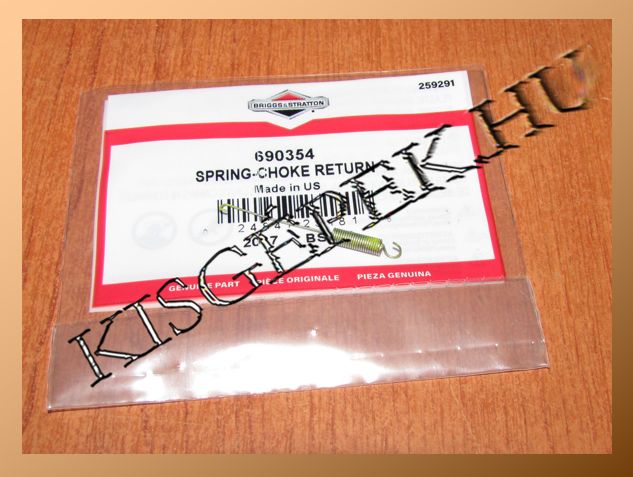 259291
BRIGGS & STRATTON
690354
SPRING-CHOKE RETURN
Made in US
GENUINE PART PIÈCE ORIGINALE PIEZA GENUINA
KISGEPEK.HU